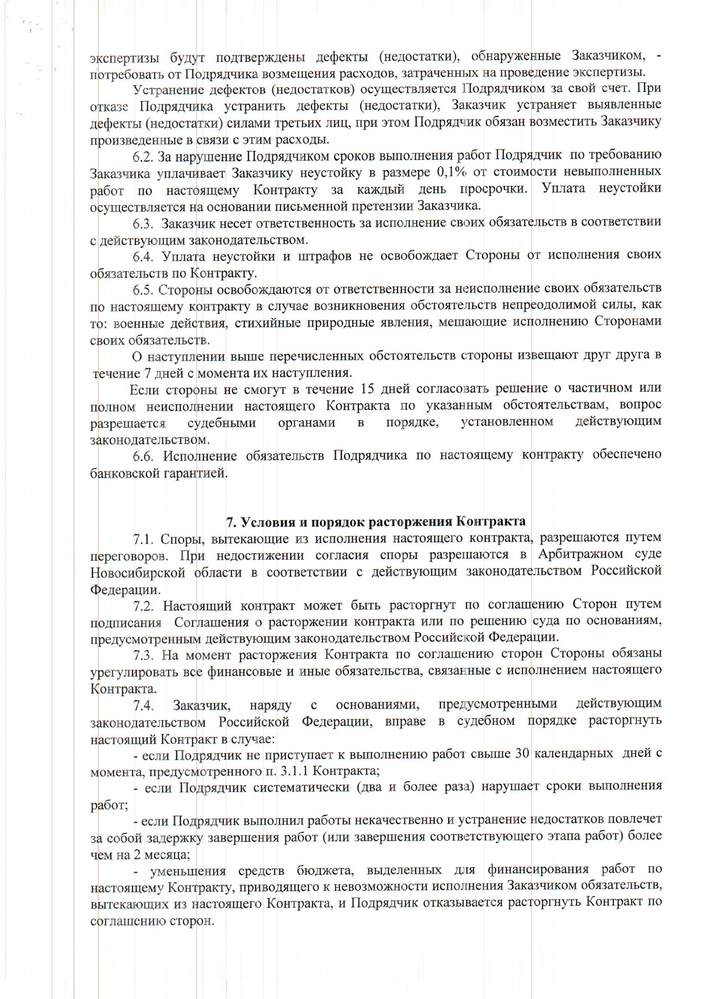 экспертизы будут подтверждены дефекты (недостатки), обнаруженные Заказчиком, -
потребовать от Подрядчика возмещения расходов, затраченных на проведение экспертизы.
Устранение дефектов (недостатков) осуществляется Подрядчиком за свой счет. При
отказе Подрядчика устранить дефекты (недостатки), Заказчик устраняет выявленные
дефекты (недостатки) силами третьих лиц, при этом Подрядчик обязан возместить Заказчику
произведенные в связи с этим расходы.
6.2. За нарушение Подрядчиком сроков выполнения работ Подрядчик по требованию
Заказчика уплачивает Заказчику неустойку в размере 0,1% от стоимости невыполненных
работ по настоящему Контракту за каждый день просрочки. Уплата неустойки
осуществляется на основании письменной претензии Заказчика.
6.3. Заказчик несет ответственность за исполнение своих обязательств в соответствии
с действующим законодательством.
6.4. Уплата неустойки и штрафов не освобождает Стороны от исполнения своих
обязательств по Контракту.
6.5. Стороны освобождаются от ответственности за неисполнение своих обязательств
по настоящему контракту в случае возникновения обстоятельств непреодолимой силы, как
то: военные действия, стихийные природные явления, мешающие исполнению Сторонами
своих обязательств.
О наступлении выше перечисленных обстоятельств стороны извещают друг друга в
течение 7 дней с момента их наступления.
Если стороны не смогут в течение 15 дней согласовать решение о частичном или
полном неисполнении настоящего Контракта по указанным обстоятельствам, вопрос
разрешается судебными органами в порядке, установленном действующим
законодательством.
6.6. Исполнение обязательств Подрядчика по настоящему контракту обеспечено
банковской гарантией.
7. Условия и порядок расторжения Контракта
7.1. Споры, вытекающие из исполнения настоящего контракта, разрешаются путем
переговоров. При недостижении согласия споры разрешаются в Арбитражном суде
Новосибирской области в соответствии с действующим законодательством Российской
Федерации.
7.2. Настоящий контракт может быть расторгнут по соглашению Сторон путем
подписания Соглашения о расторжении контракта или по решению суда по основаниям,
предусмотренным действующим законодательством Российской Федерации.
7.3. На момент расторжения Контракта по соглашению сторон Стороны обязаны
урегулировать все финансовые и иные обязательства, связанные с исполнением настоящего
Контракта.
7.4. Заказчик, наряду с основаниями, предусмотренными действующим
законодательством Российской Федерации, вправе в судебном порядке расторгнуть
настоящий Контракт в случае:
- если Подрядчик не приступает к выполнению работ свыше 30 календарных дней с
момента, предусмотренного п. 3.1.1 Контракта;
- если Подрядчик систематически (два и более раза) нарушает сроки выполнения
работ;
- если Подрядчик выполнил работы некачественно и устранение недостатков повлечет
за собой задержку завершения работ (или завершения соответствующего этапа работ) более
чем на 2 месяца;
- уменьшения средств бюджета, выделенных для финансирования работ по
настоящему Контракту, приводящего к невозможности исполнения Заказчиком обязательств,
вытекающих из настоящего Контракта, и Подрядчик отказывается расторгнуть Контракт по
соглашению сторон.